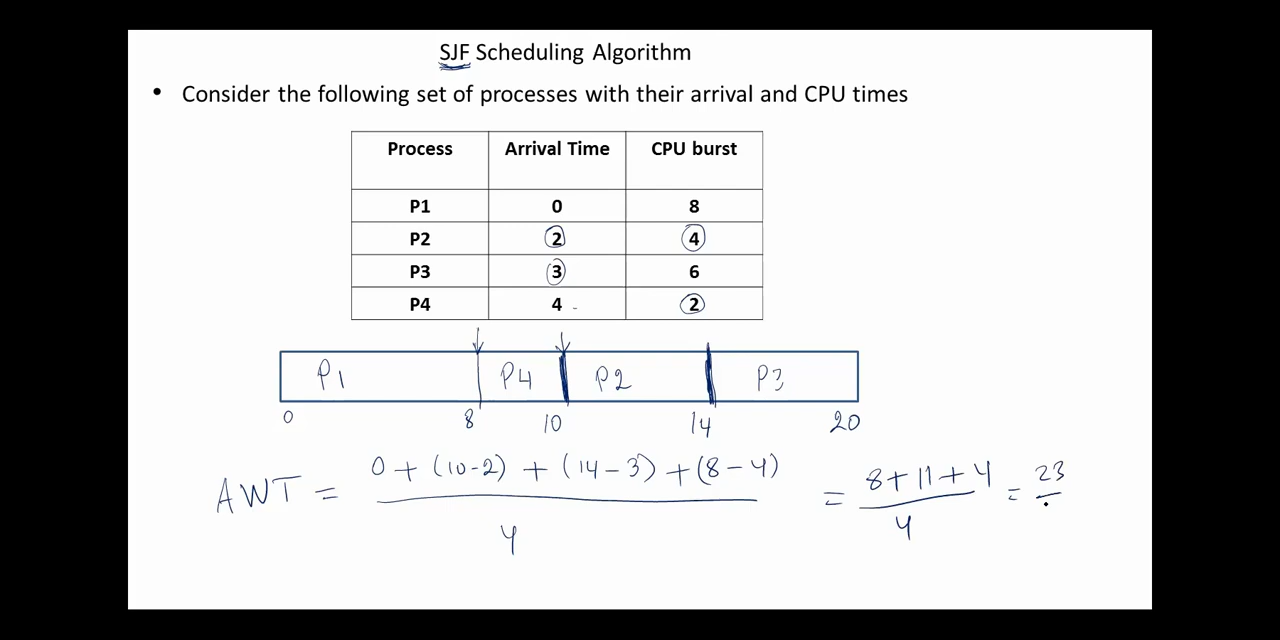 SJF Scheduling Algorithm
• Consider the following set of processes with their arrival and CPU times
Process Arrival Time CPU burst
P1 0 8
P2 2 4
P3 3 6
P4 4 2
P1 P4 P2 P3
0 8 10 14 20
AWT = 0 + (10-2) + (14-3) + (8-4) / 4 = 8+11+4 / 4 = 23